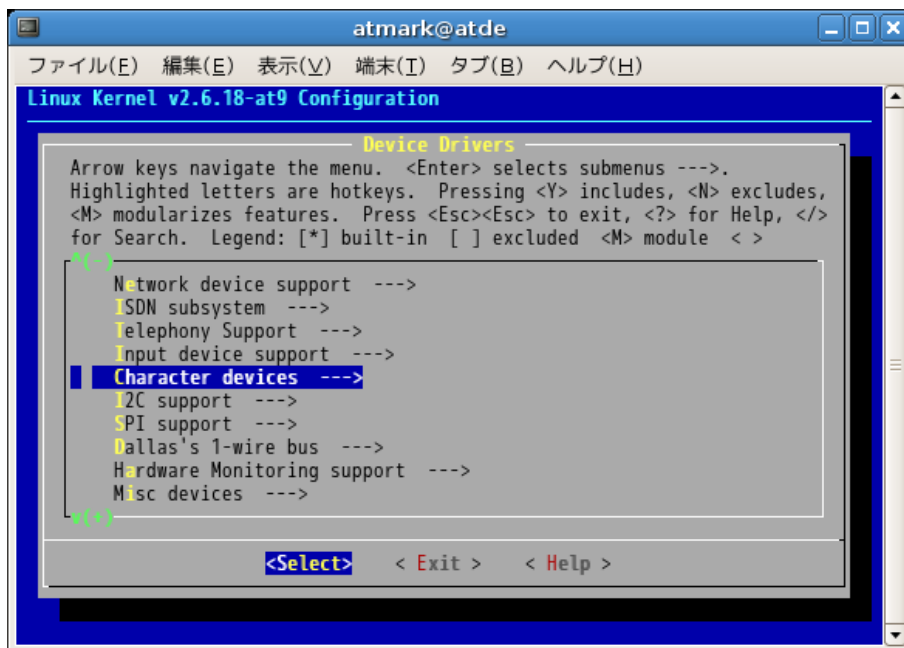 atmark@atde
ファイル(F) 編集(E) 表示(V) 端末(T) タブ(B) ヘルプ(H)
Linux Kernel v2.6.18-at9 Configuration
Device Drivers
Arrow keys navigate the menu.  <Enter> selects submenus --->.
Highlighted letters are hotkeys.  Pressing <Y> includes, <N> excludes,
<M> modularizes features.  Press <Esc><Esc> to exit, <?> for Help, </>
for Search.  Legend: [*] built-in  [ ] excluded  <M> module  < >
^(-)
Network device support  --->
ISDN subsystem  --->
Telephony Support  --->
Input device support  --->
Character devices  --->
I2C support  --->
SPI support  --->
Dallas's 1-wire bus  --->
Hardware Monitoring support  --->
Misc devices  --->
v(+)
<Select>    < Exit >    < Help >